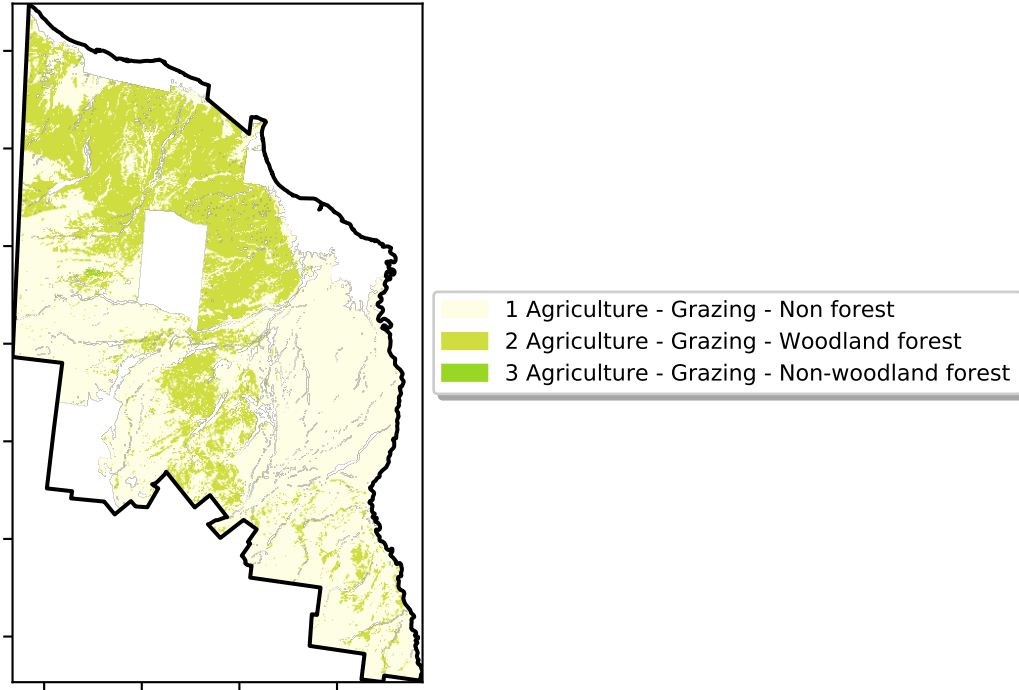 1 Agriculture - Grazing - Non forest
2 Agriculture - Grazing - Woodland forest
3 Agriculture - Grazing - Non-woodland forest